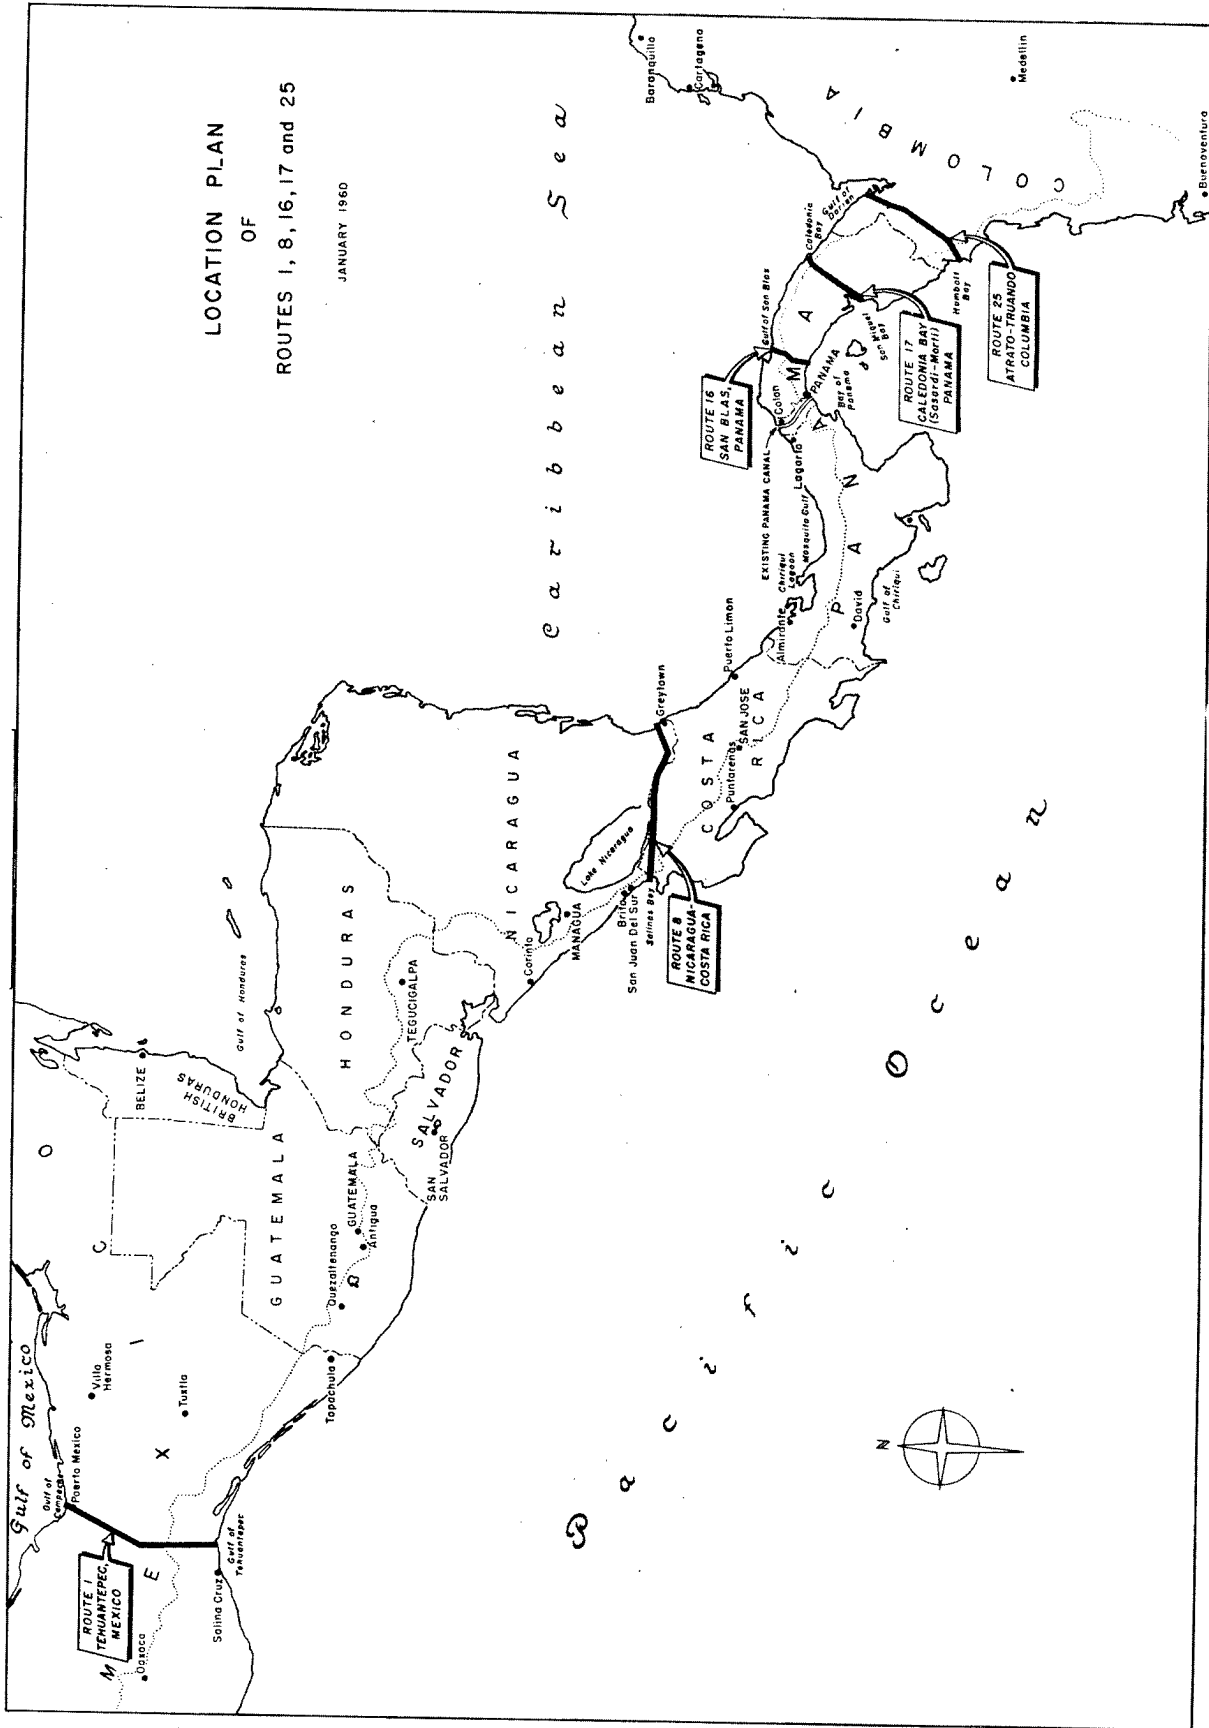 LOCATION PLAN
OF
ROUTES 1, 8, 16, 17 and 25
JANUARY 1960
Gulf of Mexico
Gulf of Campeche
Puerto Mexico
Villa
Hermosa
Tuxtla
ROUTE 1
TEHUANTEPEC,
MEXICO
MEXICO
Oaxaca
Salina Cruz
Gulf of
Tehuantepec
Tapachula
GUATEMALA
Quezaltenango
GUATEMALA
Antigua
BELIZE
BRITISH
HONDURAS
Gulf of Honduras
HONDURAS
TEGUCIGALPA
SALVADOR
SAN
SALVADOR
NICARAGUA
Corinto
MANAGUA
Lake Nicaragua
Brito
San Juan Del Sur
Salinas Bay
ROUTE 8
NICARAGUA-
COSTA RICA
Greytown
COSTA
RICA
Puntarenas
SAN JOSE
Puerto Limon
Caribbean Sea
Almirante
Chiriqui
Lagoon
Mosquito Gulf
David
Gulf of
Chiriqui
PANAMA
EXISTING PANAMA CANAL
Lagarto
Colon
PANAMA
Bay of
Panama
ROUTE 16
SAN BLAS,
PANAMA
Gulf of San Blas
San Miguel
Bay
Caledonia
Bay
Gulf of
Darien
ROUTE 17
CALEDONIA BAY
(Sasardi-Morti)
PANAMA
Humbolt
Bay
ROUTE 25
ATRATO-TRUANDO
COLUMBIA
COLOMBIA
Baranquilla
Cartagena
Medellin
Buenaventura
Pacific Ocean
N